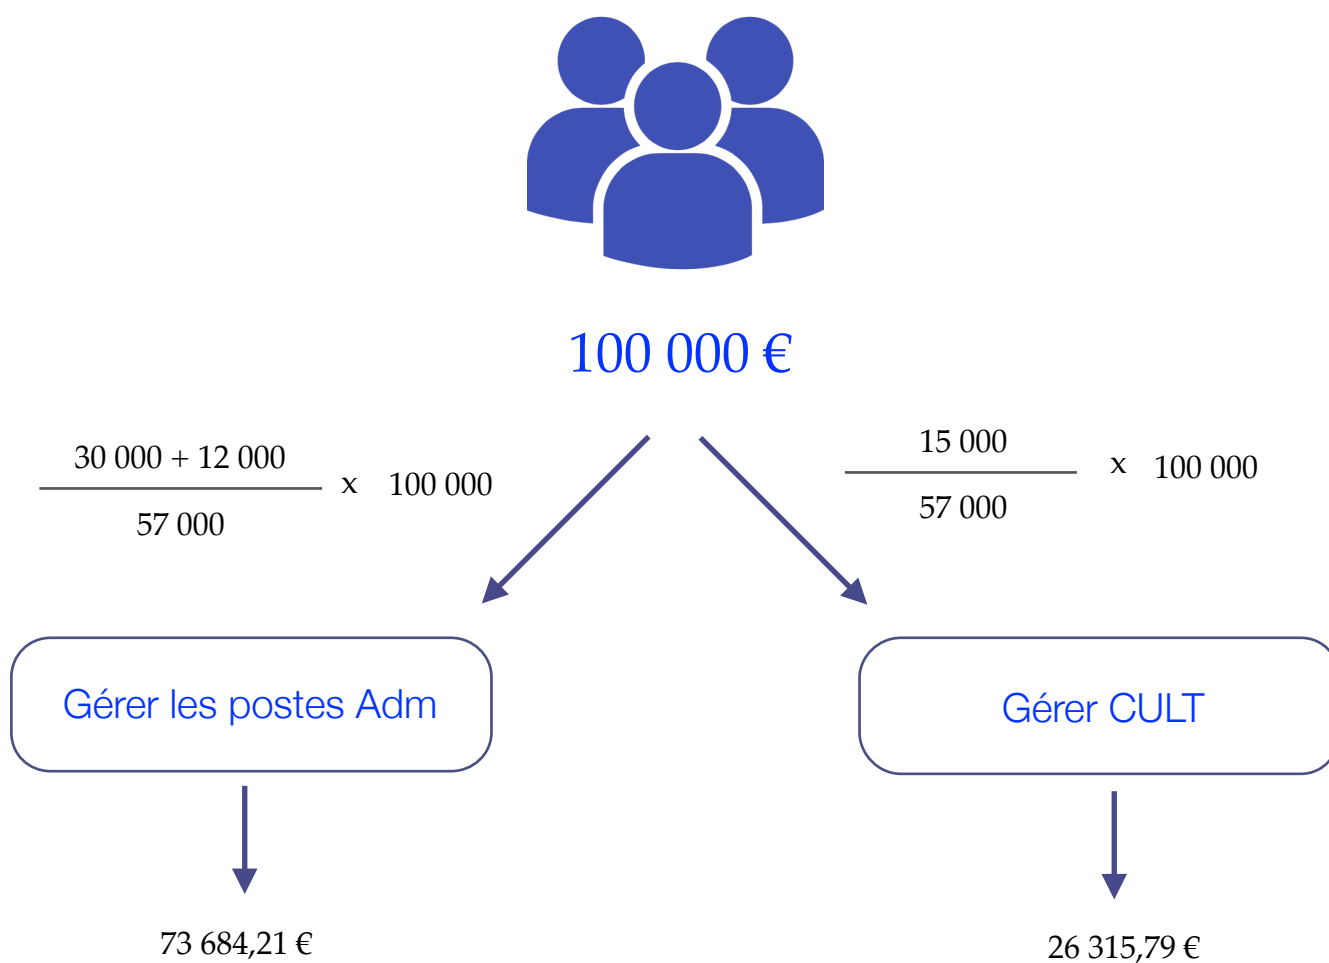 100 000 €
30 000 + 12 000
57 000
x 100 000
15 000
57 000
x 100 000
Gérer les postes Adm
Gérer CULT
73 684,21 €
26 315,79 €